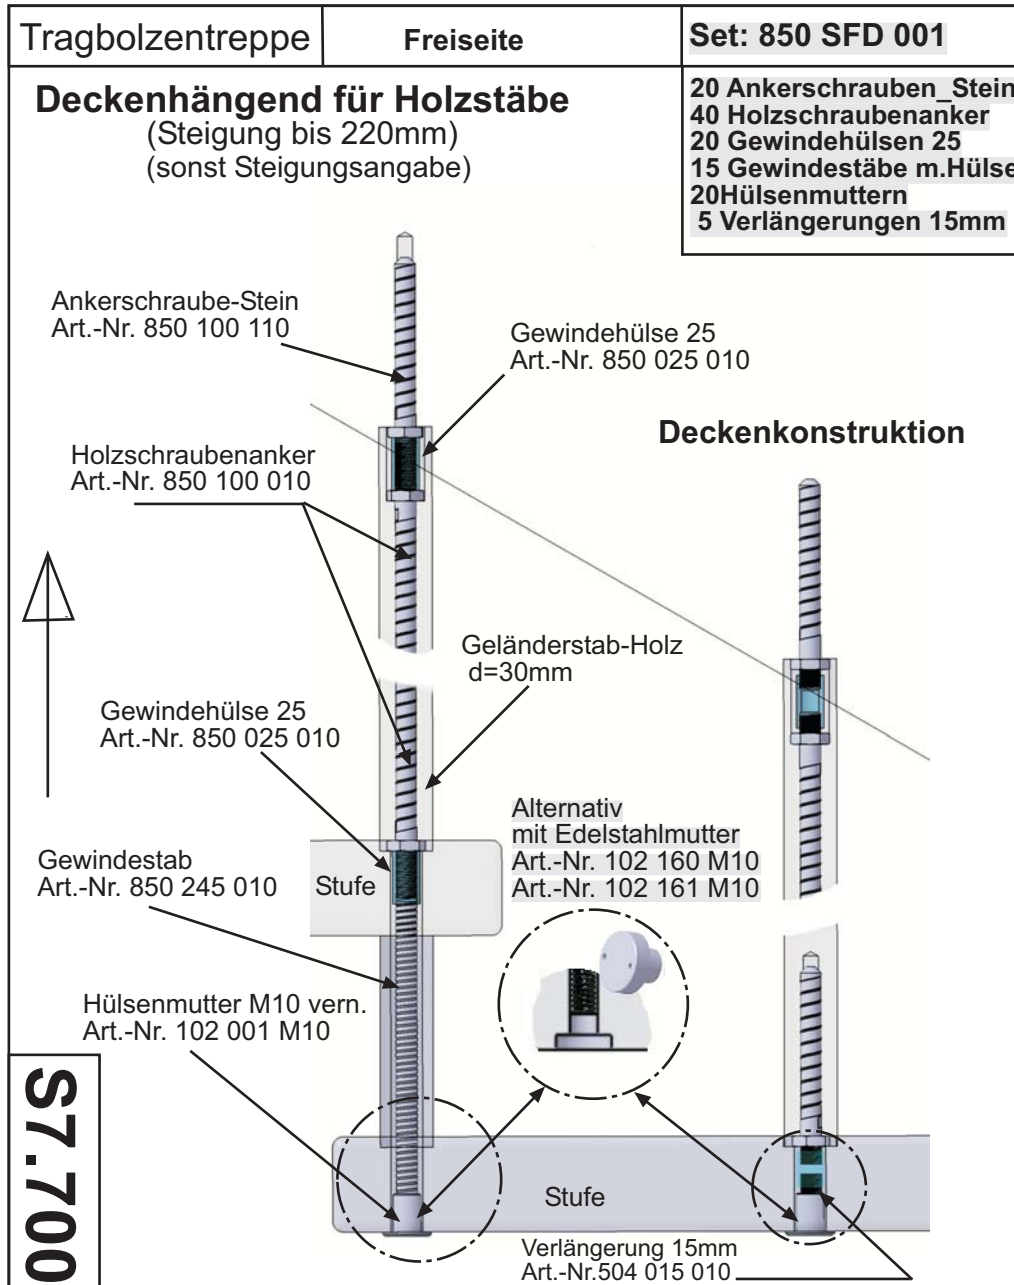 Tragbolzentreppe
Freiseite
Set: 850 SFD 001
Deckenhängend für Holzstäbe
(Steigung bis 220mm)
(sonst Steigungsangabe)
20 Ankerschrauben_Stein
40 Holzschraubenanker
20 Gewindehülsen 25
15 Gewindestäbe m.Hülse
20Hülsenmuttern
5 Verlängerungen 15mm
Ankerschraube-Stein
Art.-Nr. 850 100 110
Gewindehülse 25
Art.-Nr. 850 025 010
Deckenkonstruktion
Holzschraubenanker
Art.-Nr. 850 100 010
Geländerstab-Holz
d=30mm
Gewindehülse 25
Art.-Nr. 850 025 010
Alternativ
mit Edelstahlmutter
Art.-Nr. 102 160 M10
Art.-Nr. 102 161 M10
Gewindestab
Art.-Nr. 850 245 010
Stufe
Hülsenmutter M10 vern.
Art.-Nr. 102 001 M10
S7.700
Stufe
Verlängerung 15mm
Art.-Nr.504 015 010